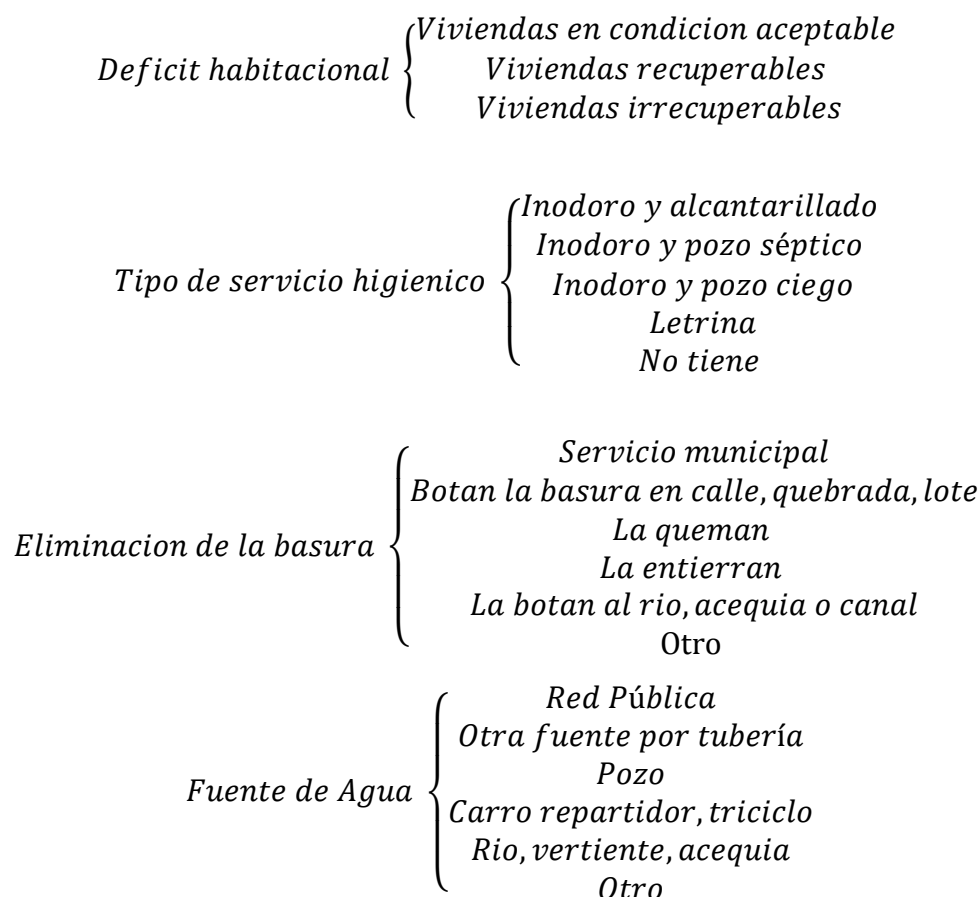 Deficit habitacional
Viviendas en condicion aceptable
Viviendas recuperables
Viviendas irrecuperables
Tipo de servicio higienico
Inodoro y alcantarillado
Inodoro y pozo séptico
Inodoro y pozo ciego
Letrina
No tiene
Eliminacion de la basura
Servicio municipal
Botan la basura en calle, quebrada, lote
La queman
La entierran
La botan al rio, acequia o canal
Otro
Fuente de Agua
Red Pública
Otra fuente por tubería
Pozo
Carro repartidor, triciclo
Rio, vertiente, acequia
Otro